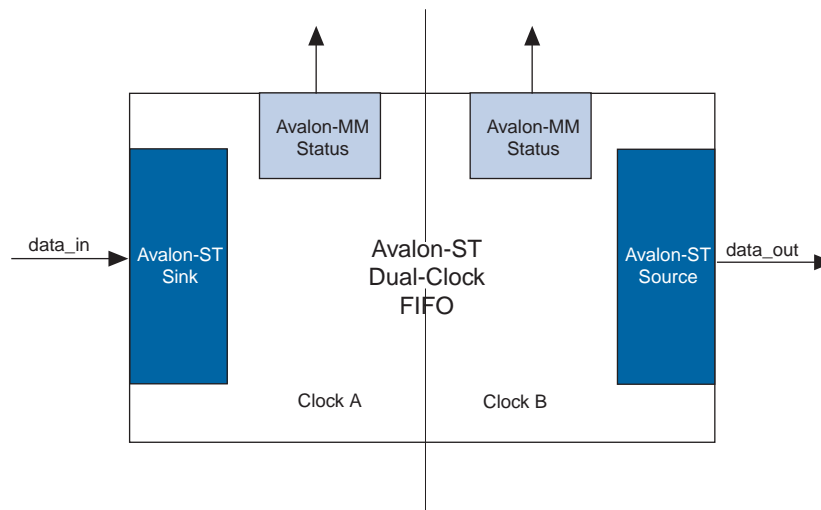 Avalon-MM
Status
Avalon-MM
Status
data_in
Avalon-ST
Sink
Avalon-ST
Dual-Clock
FIFO
Avalon-ST
Source
data_out
Clock A
Clock B